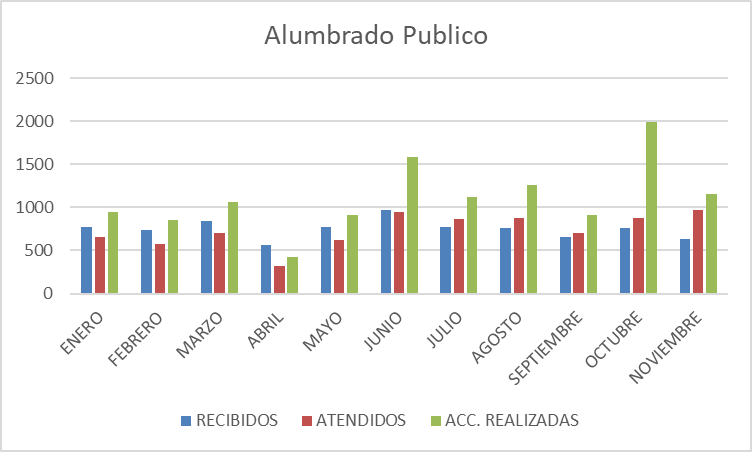 Alumbrado Publico
2500
2000
1500
1000
500
0
ENERO
FEBRERO
MARZO
ABRIL
MAYO
JUNIO
JULIO
AGOSTO
SEPTIEMBRE
OCTUBRE
NOVIEMBRE
RECIBIDOS ATENDIDOS ACC. REALIZADAS